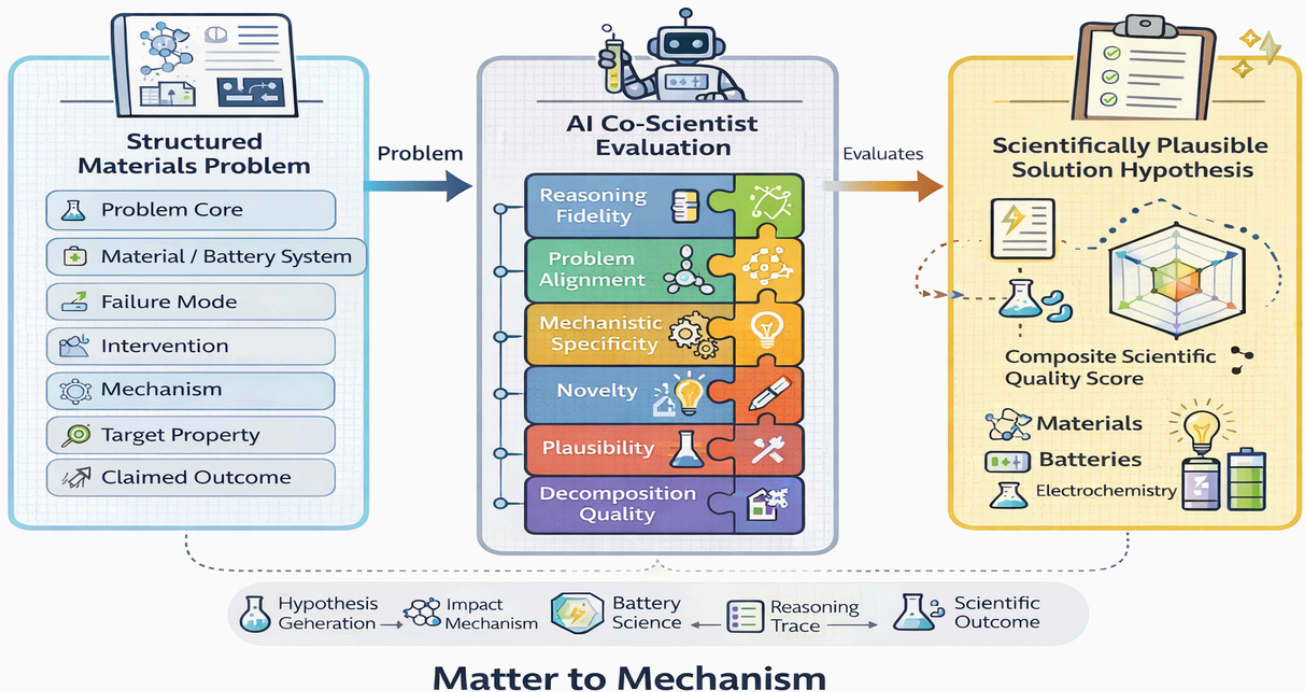 Structured
Materials Problem
Problem Core
Material / Battery System
Failure Mode
Intervention
Mechanism
Target Property
Claimed Outcome
Problem
AI Co-Scientist
Evaluation
Reasoning
Fidelity
Problem
Alignment
Mechanistic
Specificity
Novelty
Plausibility
Decomposition
Quality
Evaluates
Scientifically Plausible
Solution Hypothesis
Composite Scientific
Quality Score
Materials
Batteries
Electrochemistry
Hypothesis
Geheration
Impact
Mechanism
Battery
Science
Reasoning
Trace
Scientific
Outcome
Matter to Mechanism